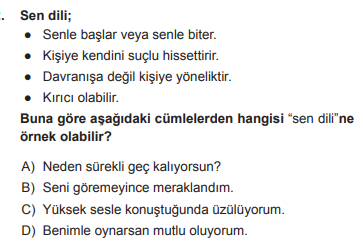 . Sen dili;
● Senle başlar veya senle biter.
● Kişiye kendini suçlu hissettirir.
● Davranışa değil kişiye yöneliktir.
● Kırıcı olabilir.
Buna göre aşağıdaki cümlelerden hangisi “sen dili”ne
örnek olabilir?
A) Neden sürekli geç kalıyorsun?
B) Seni göremeyince meraklandım.
C) Yüksek sesle konuştuğunda üzülüyorum.
D) Benimle oynarsan mutlu oluyorum.